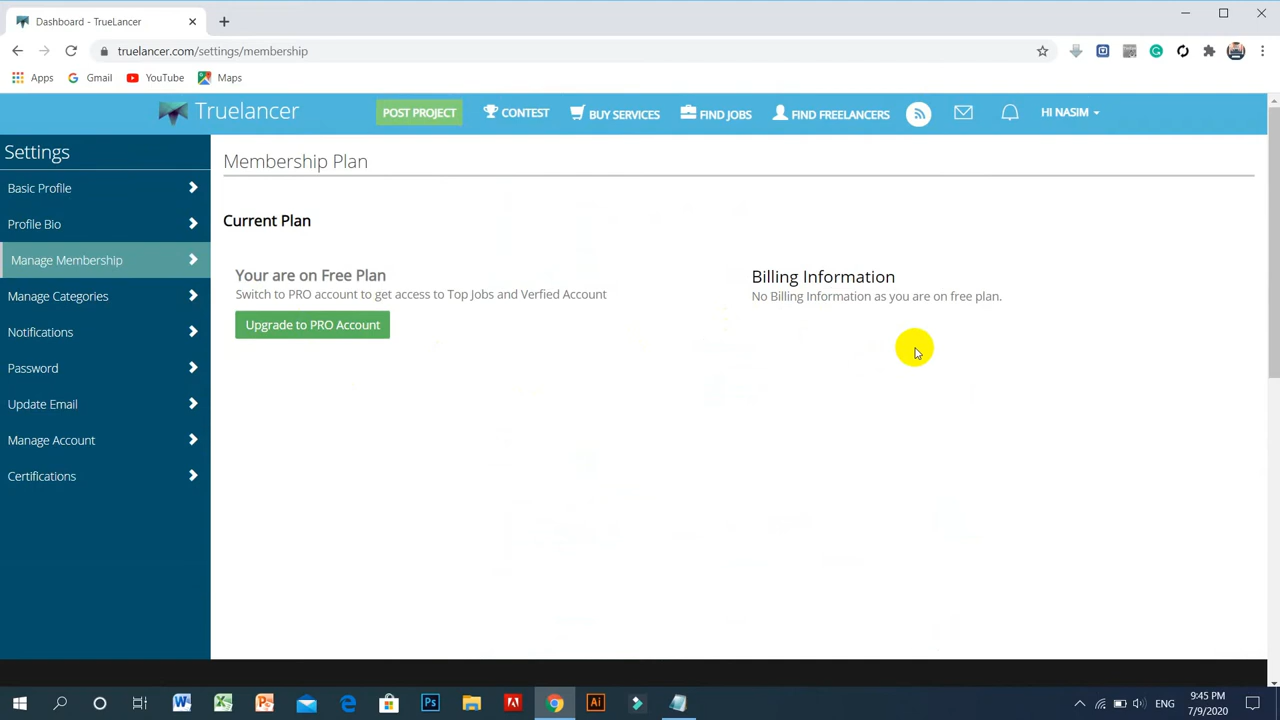 Dashboard - TrueLancer
truelancer.com/settings/membership
Apps Gmail YouTube Maps
Truelancer POST PROJECT CONTEST BUY SERVICES FIND JOBS FIND FREELANCERS HI NASIM
Settings
Basic Profile
Profile Bio
Manage Membership
Manage Categories
Notifications
Password
Update Email
Manage Account
Certifications
Membership Plan
Current Plan
Your are on Free Plan
Switch to PRO account to get access to Top Jobs and Verfied Account
Upgrade to PRO Account
Billing Information
No Billing Information as you are on free plan.
ENG
9:45 PM
7/9/2020